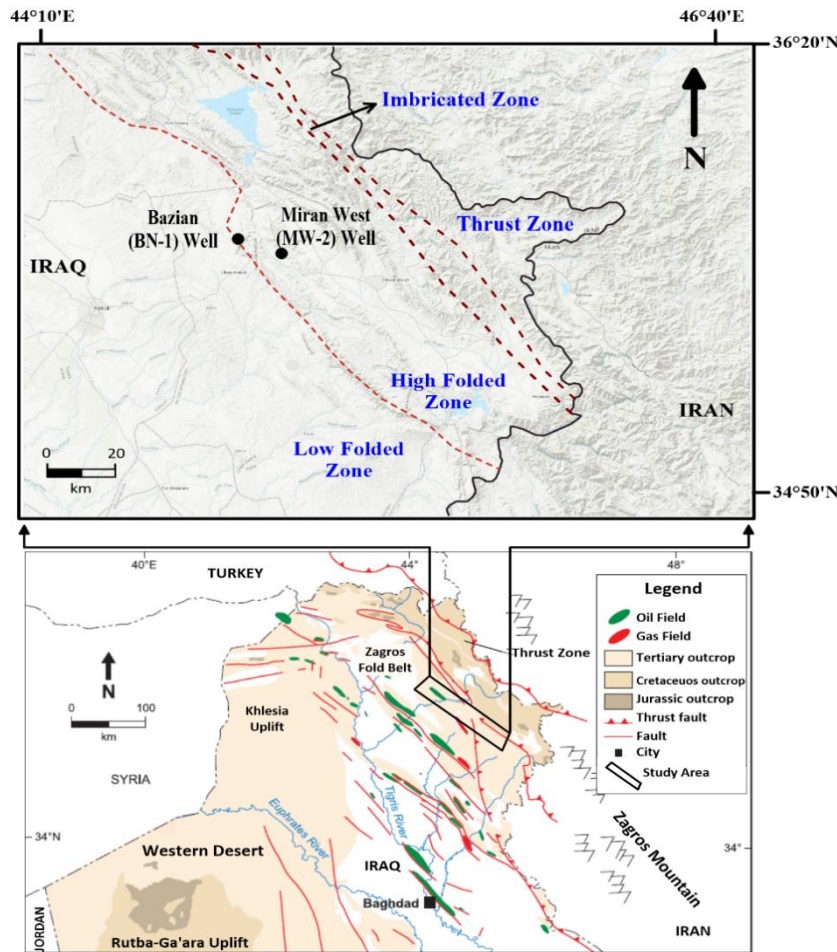 44°10'E
46°40'E
36°20'N
Imbricated Zone
N
Thrust Zone
Bazian
(BN-1) Well
Miran West
(MW-2) Well
IRAQ
High Folded
Zone
IRAN
Low Folded
Zone
0 20
km
34°50'N
40°E
44°
48°
TURKEY
Legend
Oil Field
Gas Field
Tertiary outcrop
Cretaceuos outcrop
Jurassic outcrop
Thrust fault
Fault
City
Study Area
Thrust Zone
Zagros
Fold Belt
N
0 100
km
Khlesia
Uplift
SYRIA
Tigris River
Euphrates River
Zagros Mountain
34°N
34°
Western Desert
IRAQ
Baghdad
IRAN
JORDAN
Rutba-Ga'ara Uplift